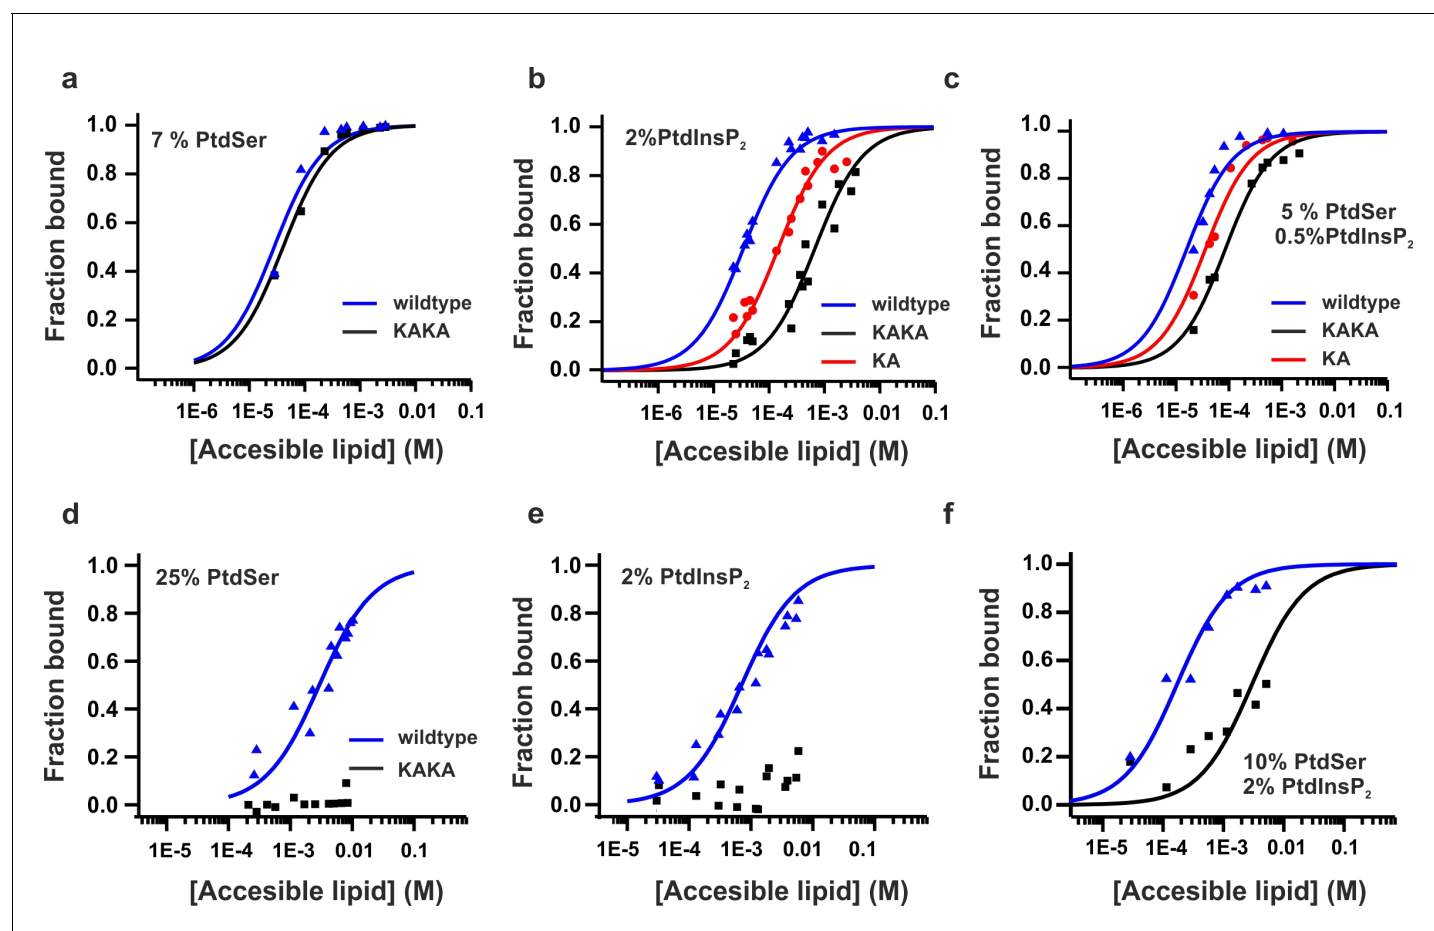 a
7 % PtdSer
Fraction bound
1.0
0.8
0.6
0.4
0.2
0.0
wildtype
KAKA
1E-6 1E-5 1E-4 1E-3 0.01 0.1
[Accesible lipid] (M)
b
2%PtdInsP2
Fraction bound
1.0
0.8
0.6
0.4
0.2
0.0
wildtype
KAKA
KA
1E-6 1E-5 1E-4 1E-3 0.01 0.1
[Accesible lipid] (M)
c
5 % PtdSer
0.5%PtdInsP2
Fraction bound
1.0
0.8
0.6
0.4
0.2
0.0
wildtype
KAKA
KA
1E-6 1E-5 1E-4 1E-3 0.01 0.1
[Accesible lipid] (M)
d
25% PtdSer
Fraction bound
1.0
0.8
0.6
0.4
0.2
0.0
wildtype
KAKA
1E-5 1E-4 1E-3 0.01 0.1
[Accesible lipid] (M)
e
2% PtdInsP2
Fraction bound
1.0
0.8
0.6
0.4
0.2
0.0
1E-5 1E-4 1E-3 0.01 0.1
[Accesible lipid] (M)
f
Fraction bound
1.0
0.8
0.6
0.4
0.2
0.0
10% PtdSer
2% PtdInsP2
1E-5 1E-4 1E-3 0.01 0.1
[Accesible lipid] (M)